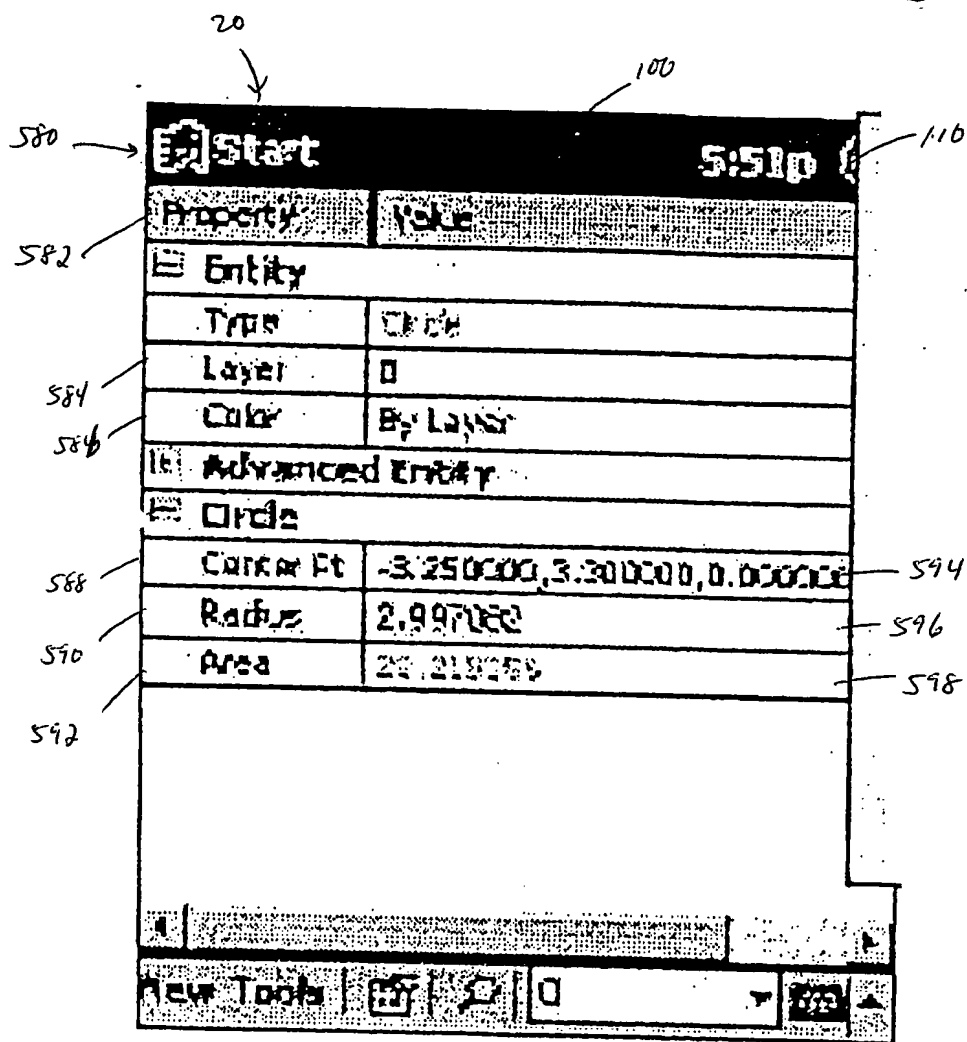 20
100
580 Start 5:51p 110
582 Property Value
Entity
Type Circle
584 Layer 0
586 Color By Layer
Advanced Entity
Circle
588 Center Pt -3.250000,3.300000,0.000000 594
590 Radius 596
592 Area 598
Tools 0